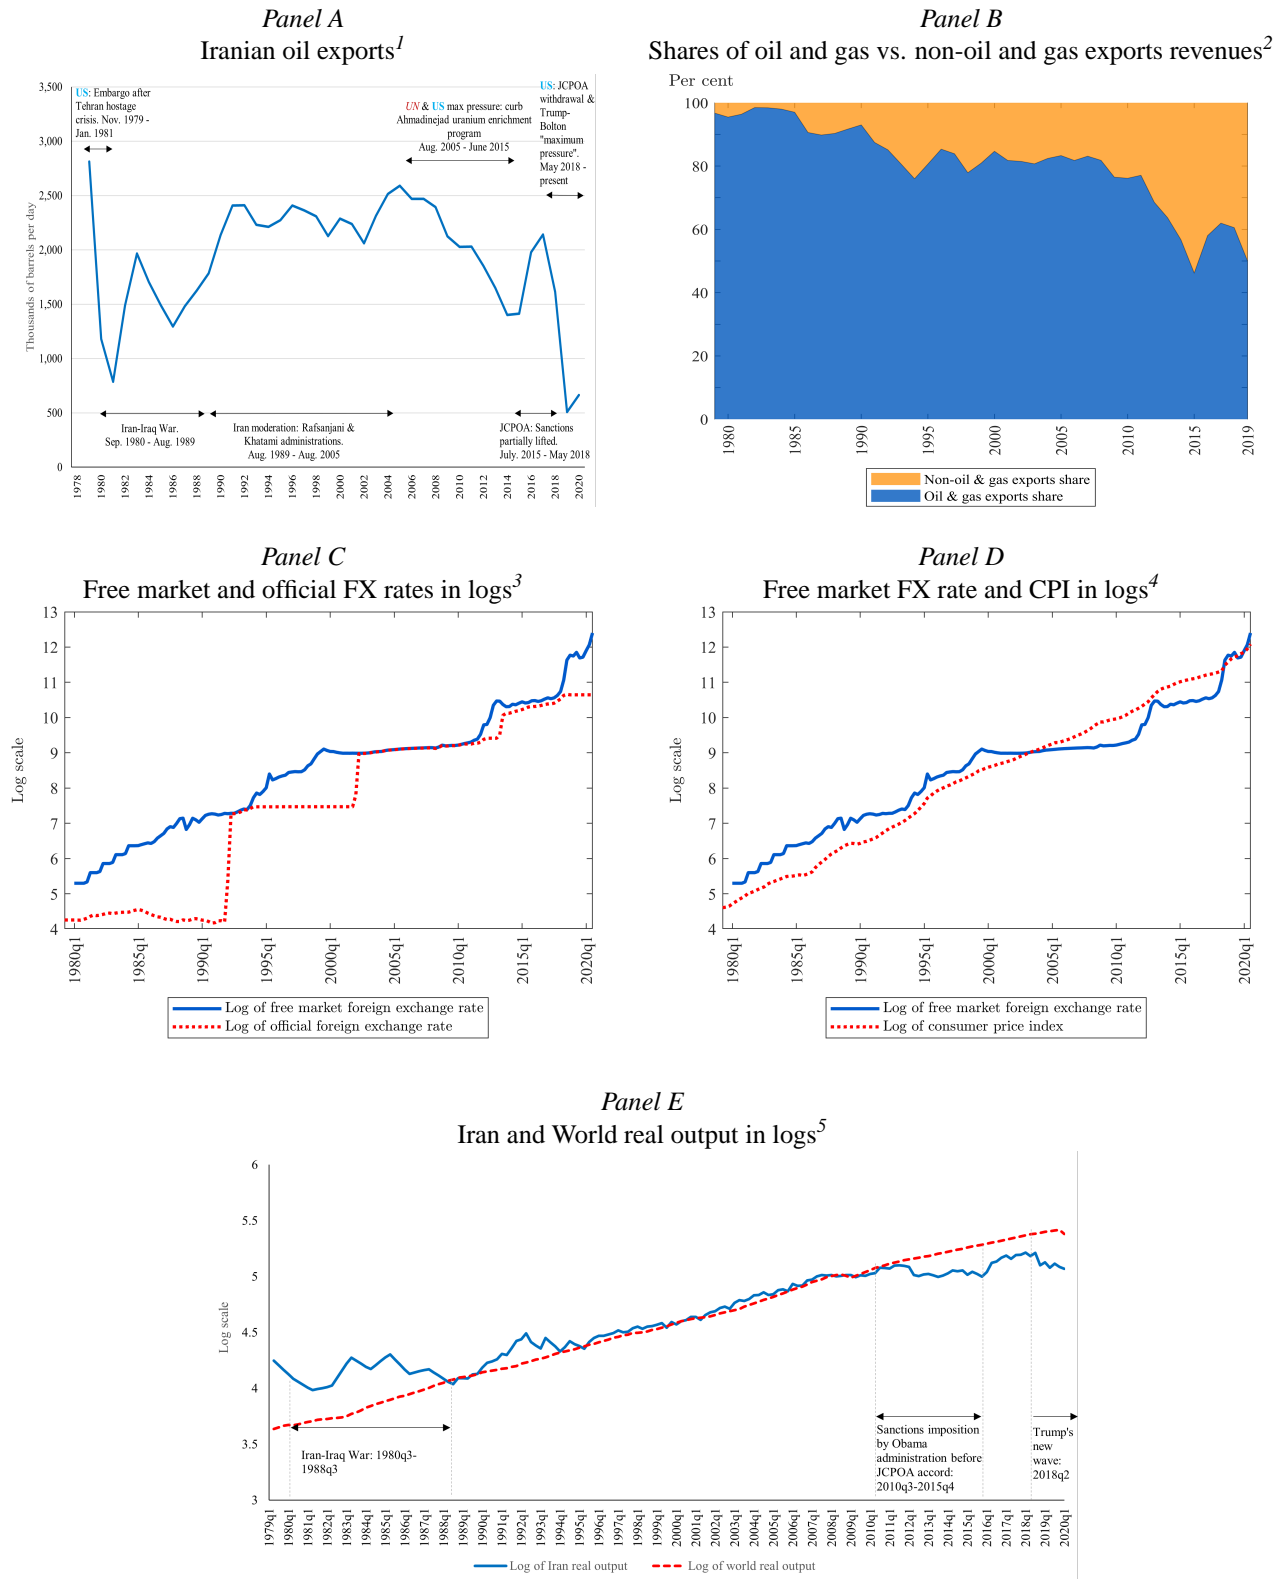 Panel A
Iranian oil exports1
3,500
3,000
2,500
2,000
1,500
1,000
500
0
Thousands of barrels per day
US: Embargo after
Tehran hostage
crisis. Nov. 1979 -
Jan. 1981
UN & US max pressure: curb
Ahmadinejad uranium enrichment
program
Aug. 2005 - June 2015
US: JCPOA
withdrawal &
Trump-
Bolton
"maximum
pressure".
May 2018 -
present
Iran-Iraq War.
Sep. 1980 - Aug. 1989
Iran moderation: Rafsanjani &
Khatami administrations.
Aug. 1989 - Aug. 2005
JCPOA: Sanctions
partially lifted.
July. 2015 - May 2018
1978 1980 1982 1984 1986 1988 1990 1992 1994 1996 1998 2000 2002 2004 2006 2008 2010 2012 2014 2016 2018 2020
Panel B
Shares of oil and gas vs. non-oil and gas exports revenues2
Per cent
100
80
60
40
20
0
1980 1985 1990 1995 2000 2005 2010 2015 2019
Non-oil & gas exports share
Oil & gas exports share
Panel C
Free market and official FX rates in logs3
13
12
11
10
9
8
7
6
5
4
Log scale
1980q1 1985q1 1990q1 1995q1 2000q1 2005q1 2010q1 2015q1 2020q1
Log of free market foreign exchange rate
Log of official foreign exchange rate
Panel D
Free market FX rate and CPI in logs4
13
12
11
10
9
8
7
6
5
4
Log scale
1980q1 1985q1 1990q1 1995q1 2000q1 2005q1 2010q1 2015q1 2020q1
Log of free market foreign exchange rate
Log of consumer price index
Panel E
Iran and World real output in logs5
6
5.5
5
4.5
4
3.5
3
Log scale
Iran-Iraq War: 1980q3-
1988q3
Sanctions imposition
by Obama
administration before
JCPOA accord:
2010q3-2015q4
Trump's
new
wave:
2018q2
1979q1 1980q1 1981q1 1982q1 1983q1 1984q1 1985q1 1986q1 1987q1 1988q1 1989q1 1990q1 1991q1 1992q1 1993q1 1994q1 1995q1 1996q1 1997q1 1998q1 1999q1 2000q1 2001q1 2002q1 2003q1 2004q1 2005q1 2006q1 2007q1 2008q1 2009q1 2010q1 2011q1 2012q1 2013q1 2014q1 2015q1 2016q1 2017q1 2018q1 2019q1 2020q1
Log of Iran real output
Log of world real output